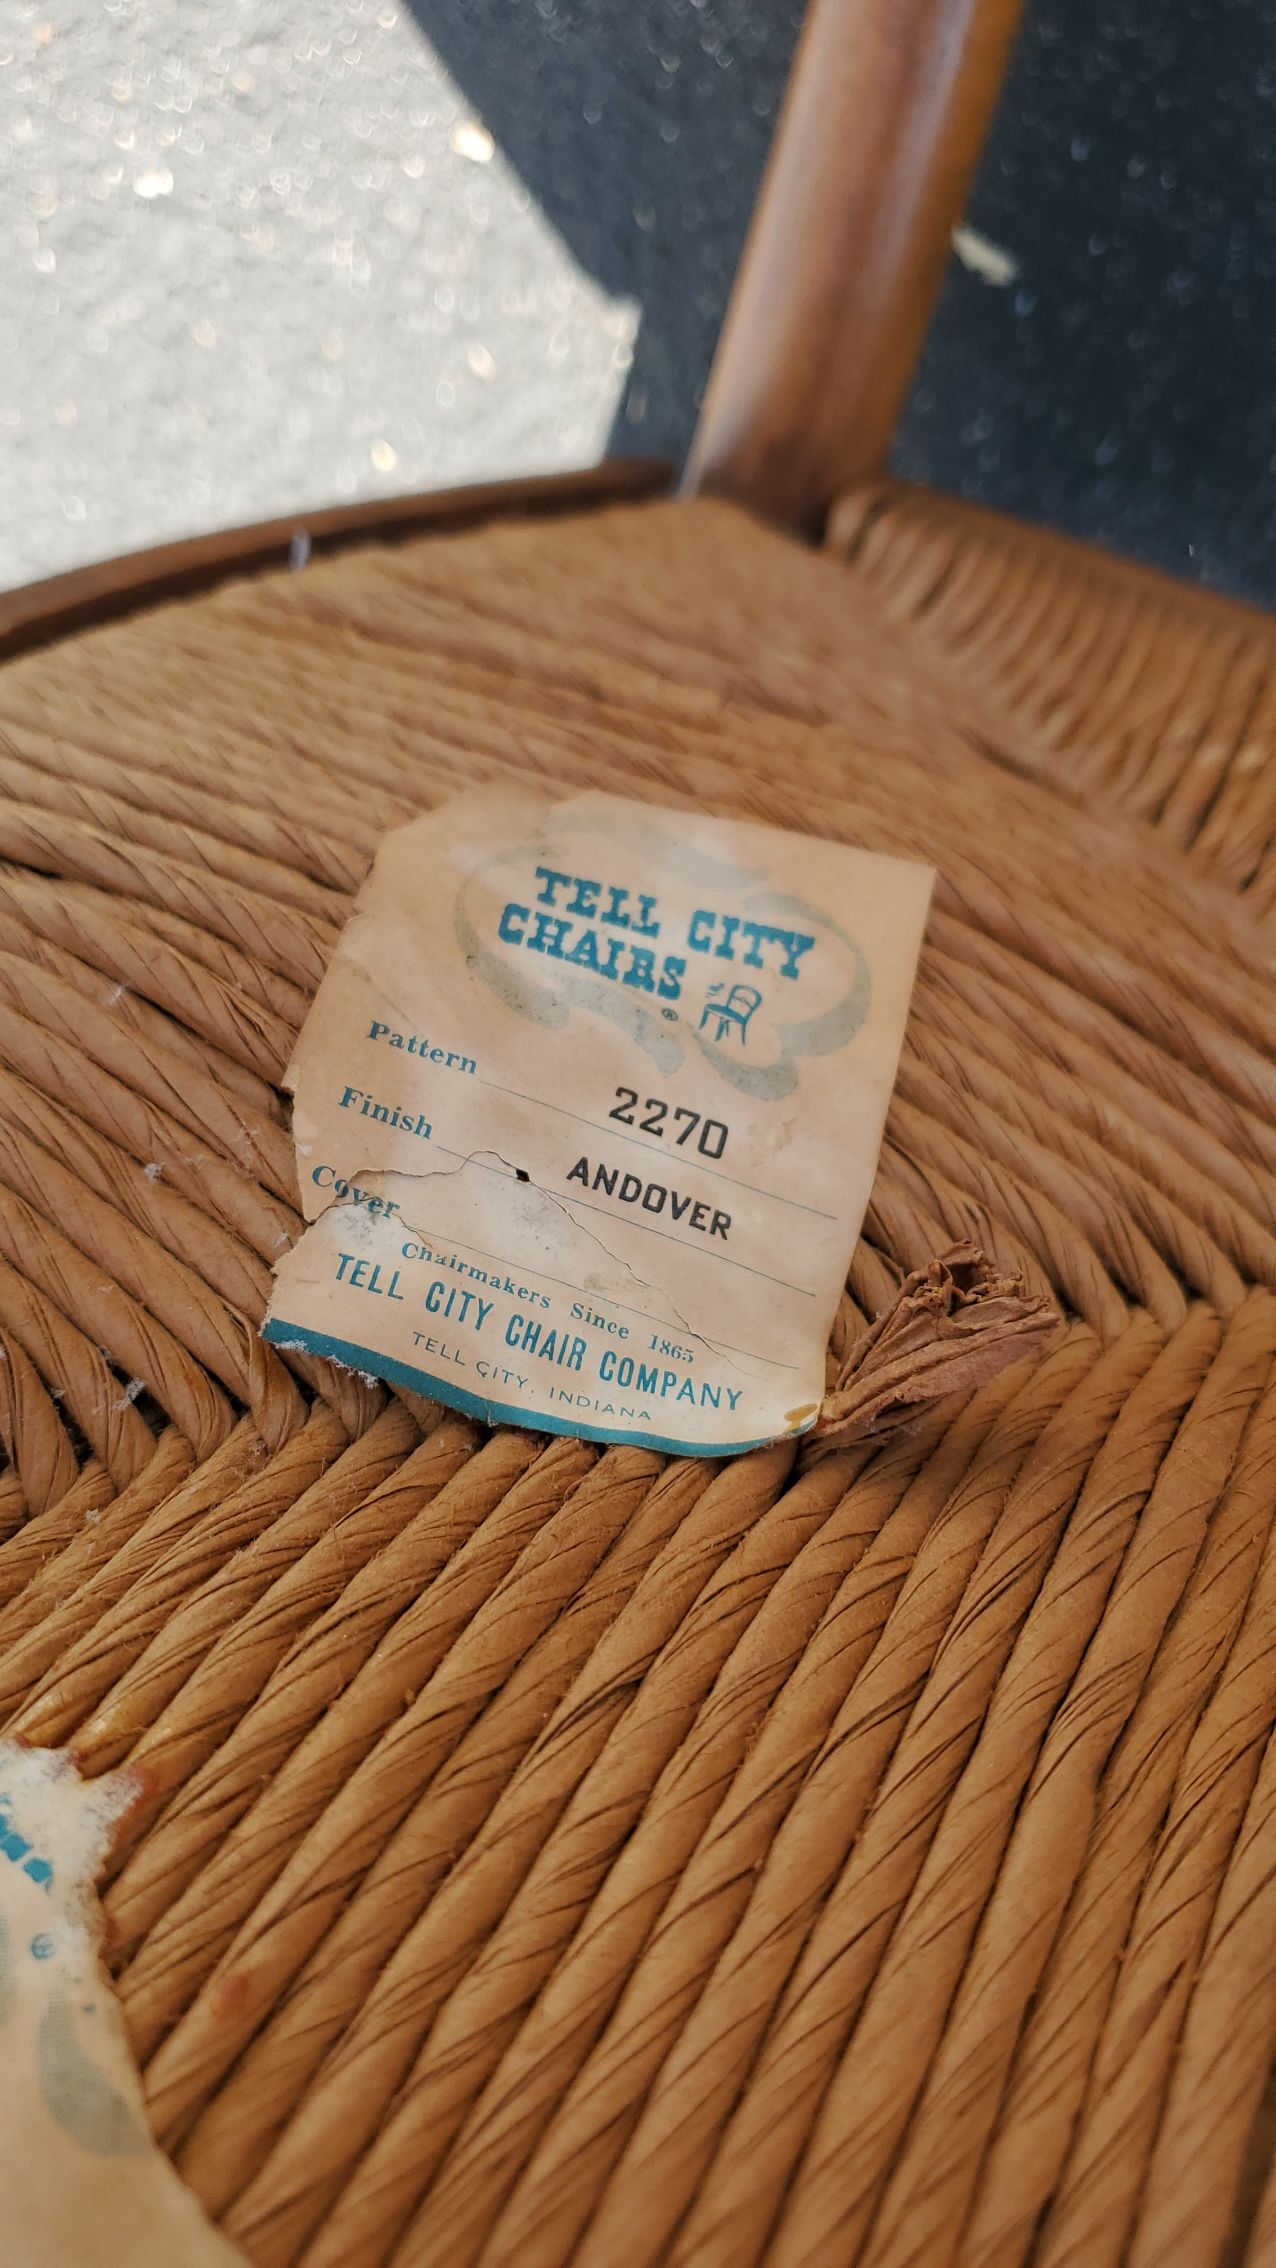 TELL CITY
CHAIRS ®
Pattern 2270
Finish ANDOVER
Cover
Chairmakers Since 1865
TELL CITY CHAIR COMPANY
TELL CITY, INDIANA
®